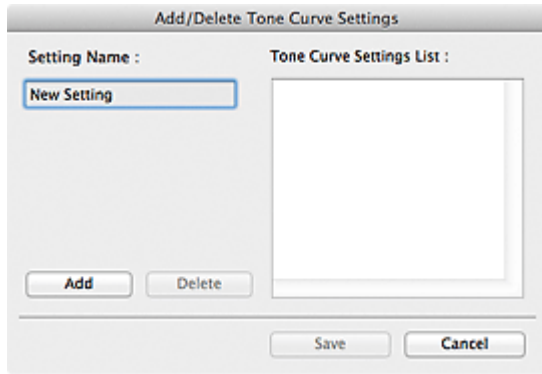 Add/Delete Tone Curve Settings
Setting Name :
Tone Curve Settings List :
New Setting
Add
Delete
Save
Cancel